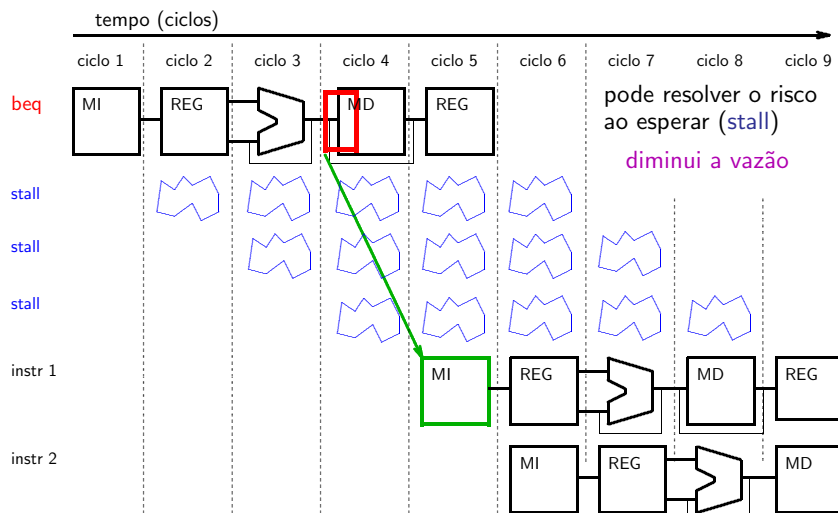 tempo (ciclos)
ciclo 1 ciclo 2 ciclo 3 ciclo 4 ciclo 5 ciclo 6 ciclo 7 ciclo 8 ciclo 9
beq MI REG MD REG
pode resolver o risco
ao esperar (stall)
diminui a vazão
stall
stall
stall
instr 1 MI REG MD REG
instr 2 MI REG MD